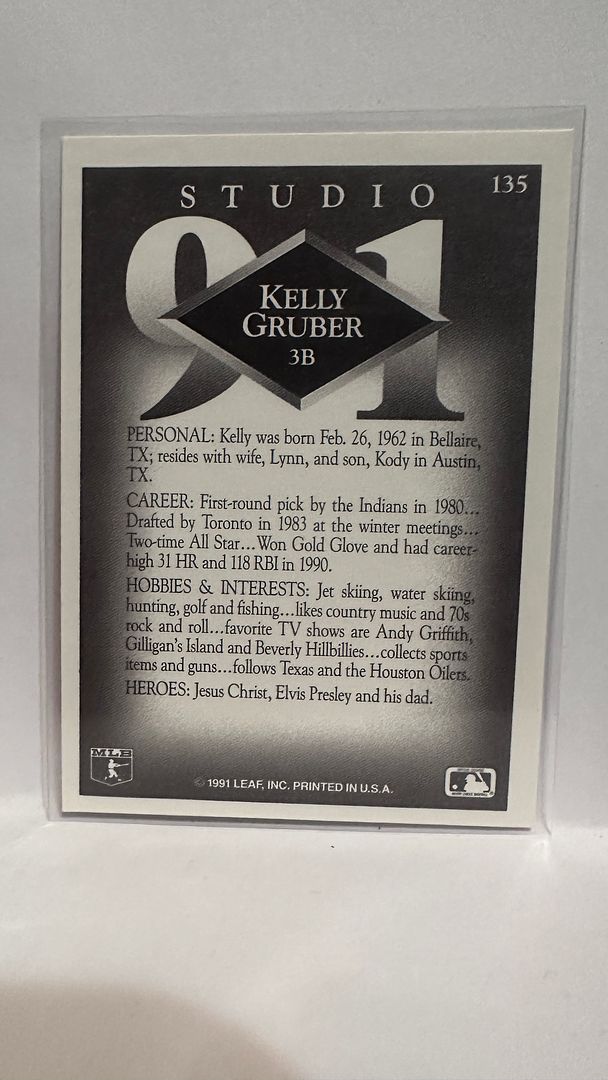 STUDIO
135
91
KELLY
GRUBER
3B
PERSONAL: Kelly was born Feb. 26, 1962 in Bellaire,
TX; resides with wife, Lynn, and son, Kody in Austin,
TX.
CAREER: First-round pick by the Indians in 1980...
Drafted by Toronto in 1983 at the winter meetings...
Two-time All Star...Won Gold Glove and had career-
high 31 HR and 118 RBI in 1990.
HOBBIES & INTERESTS: Jet skiing, water skiing,
hunting, golf and fishing...likes country music and 70s
rock and roll...favorite TV shows are Andy Griffith,
Gilligan's Island and Beverly Hillbillies...collects sports
items and guns...follows Texas and the Houston Oilers.
HEROES: Jesus Christ, Elvis Presley and his dad.
MLB
© 1991 LEAF, INC. PRINTED IN U.S.A.